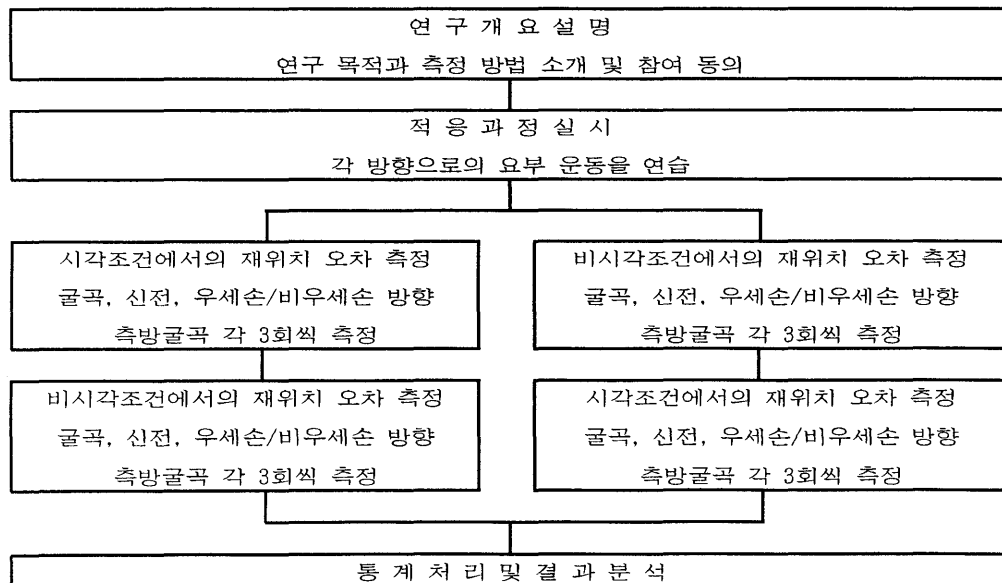 연 구 개 요 설 명
연구 목적과 측정 방법 소개 및 참여 동의
적 응 과 정 실 시
각 방향으로의 요부 운동을 연습
시각조건에서의 재위치 오차 측정
굴곡, 신전, 우세손/비우세손 방향
측방굴곡 각 3회씩 측정
비시각조건에서의 재위치 오차 측정
굴곡, 신전, 우세손/비우세손 방향
측방굴곡 각 3회씩 측정
비시각조건에서의 재위치 오차 측정
굴곡, 신전, 우세손/비우세손 방향
측방굴곡 각 3회씩 측정
시각조건에서의 재위치 오차 측정
굴곡, 신전, 우세손/비우세손 방향
측방굴곡 각 3회씩 측정
통 계 처 리 및 결 과 분 석